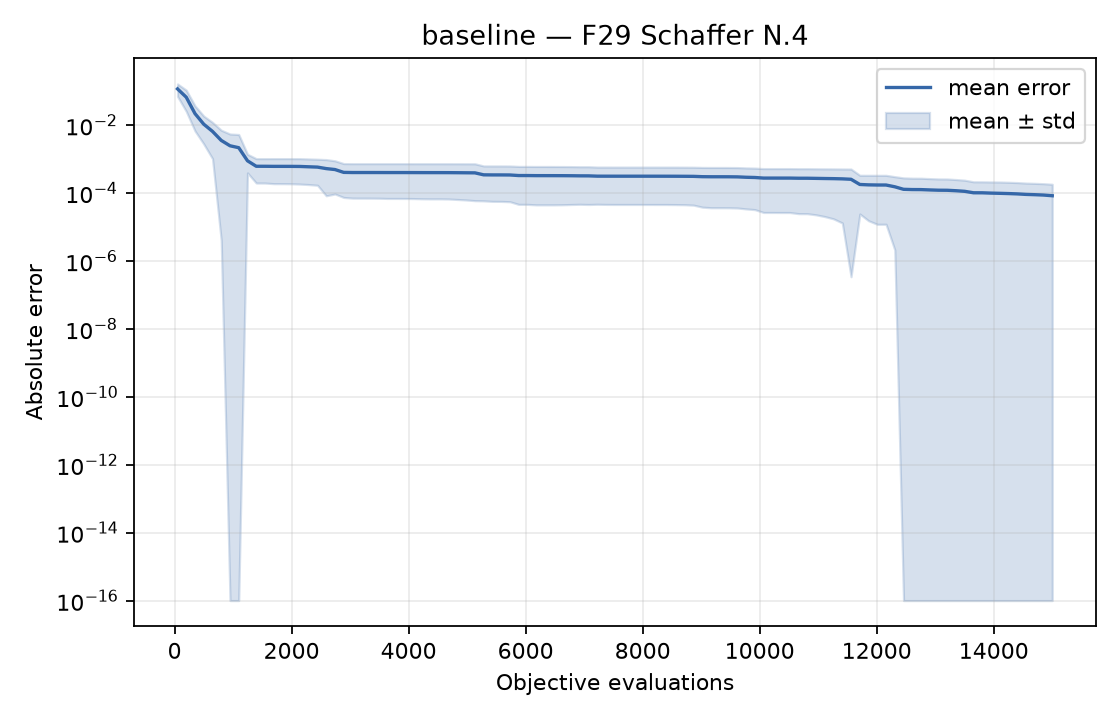 baseline — F29 Schaffer N.4
mean error
mean ± std
Absolute error
10⁻²
10⁻⁴
10⁻⁶
10⁻⁸
10⁻¹⁰
10⁻¹²
10⁻¹⁴
10⁻¹⁶
0 2000 4000 6000 8000 10000 12000 14000
Objective evaluations